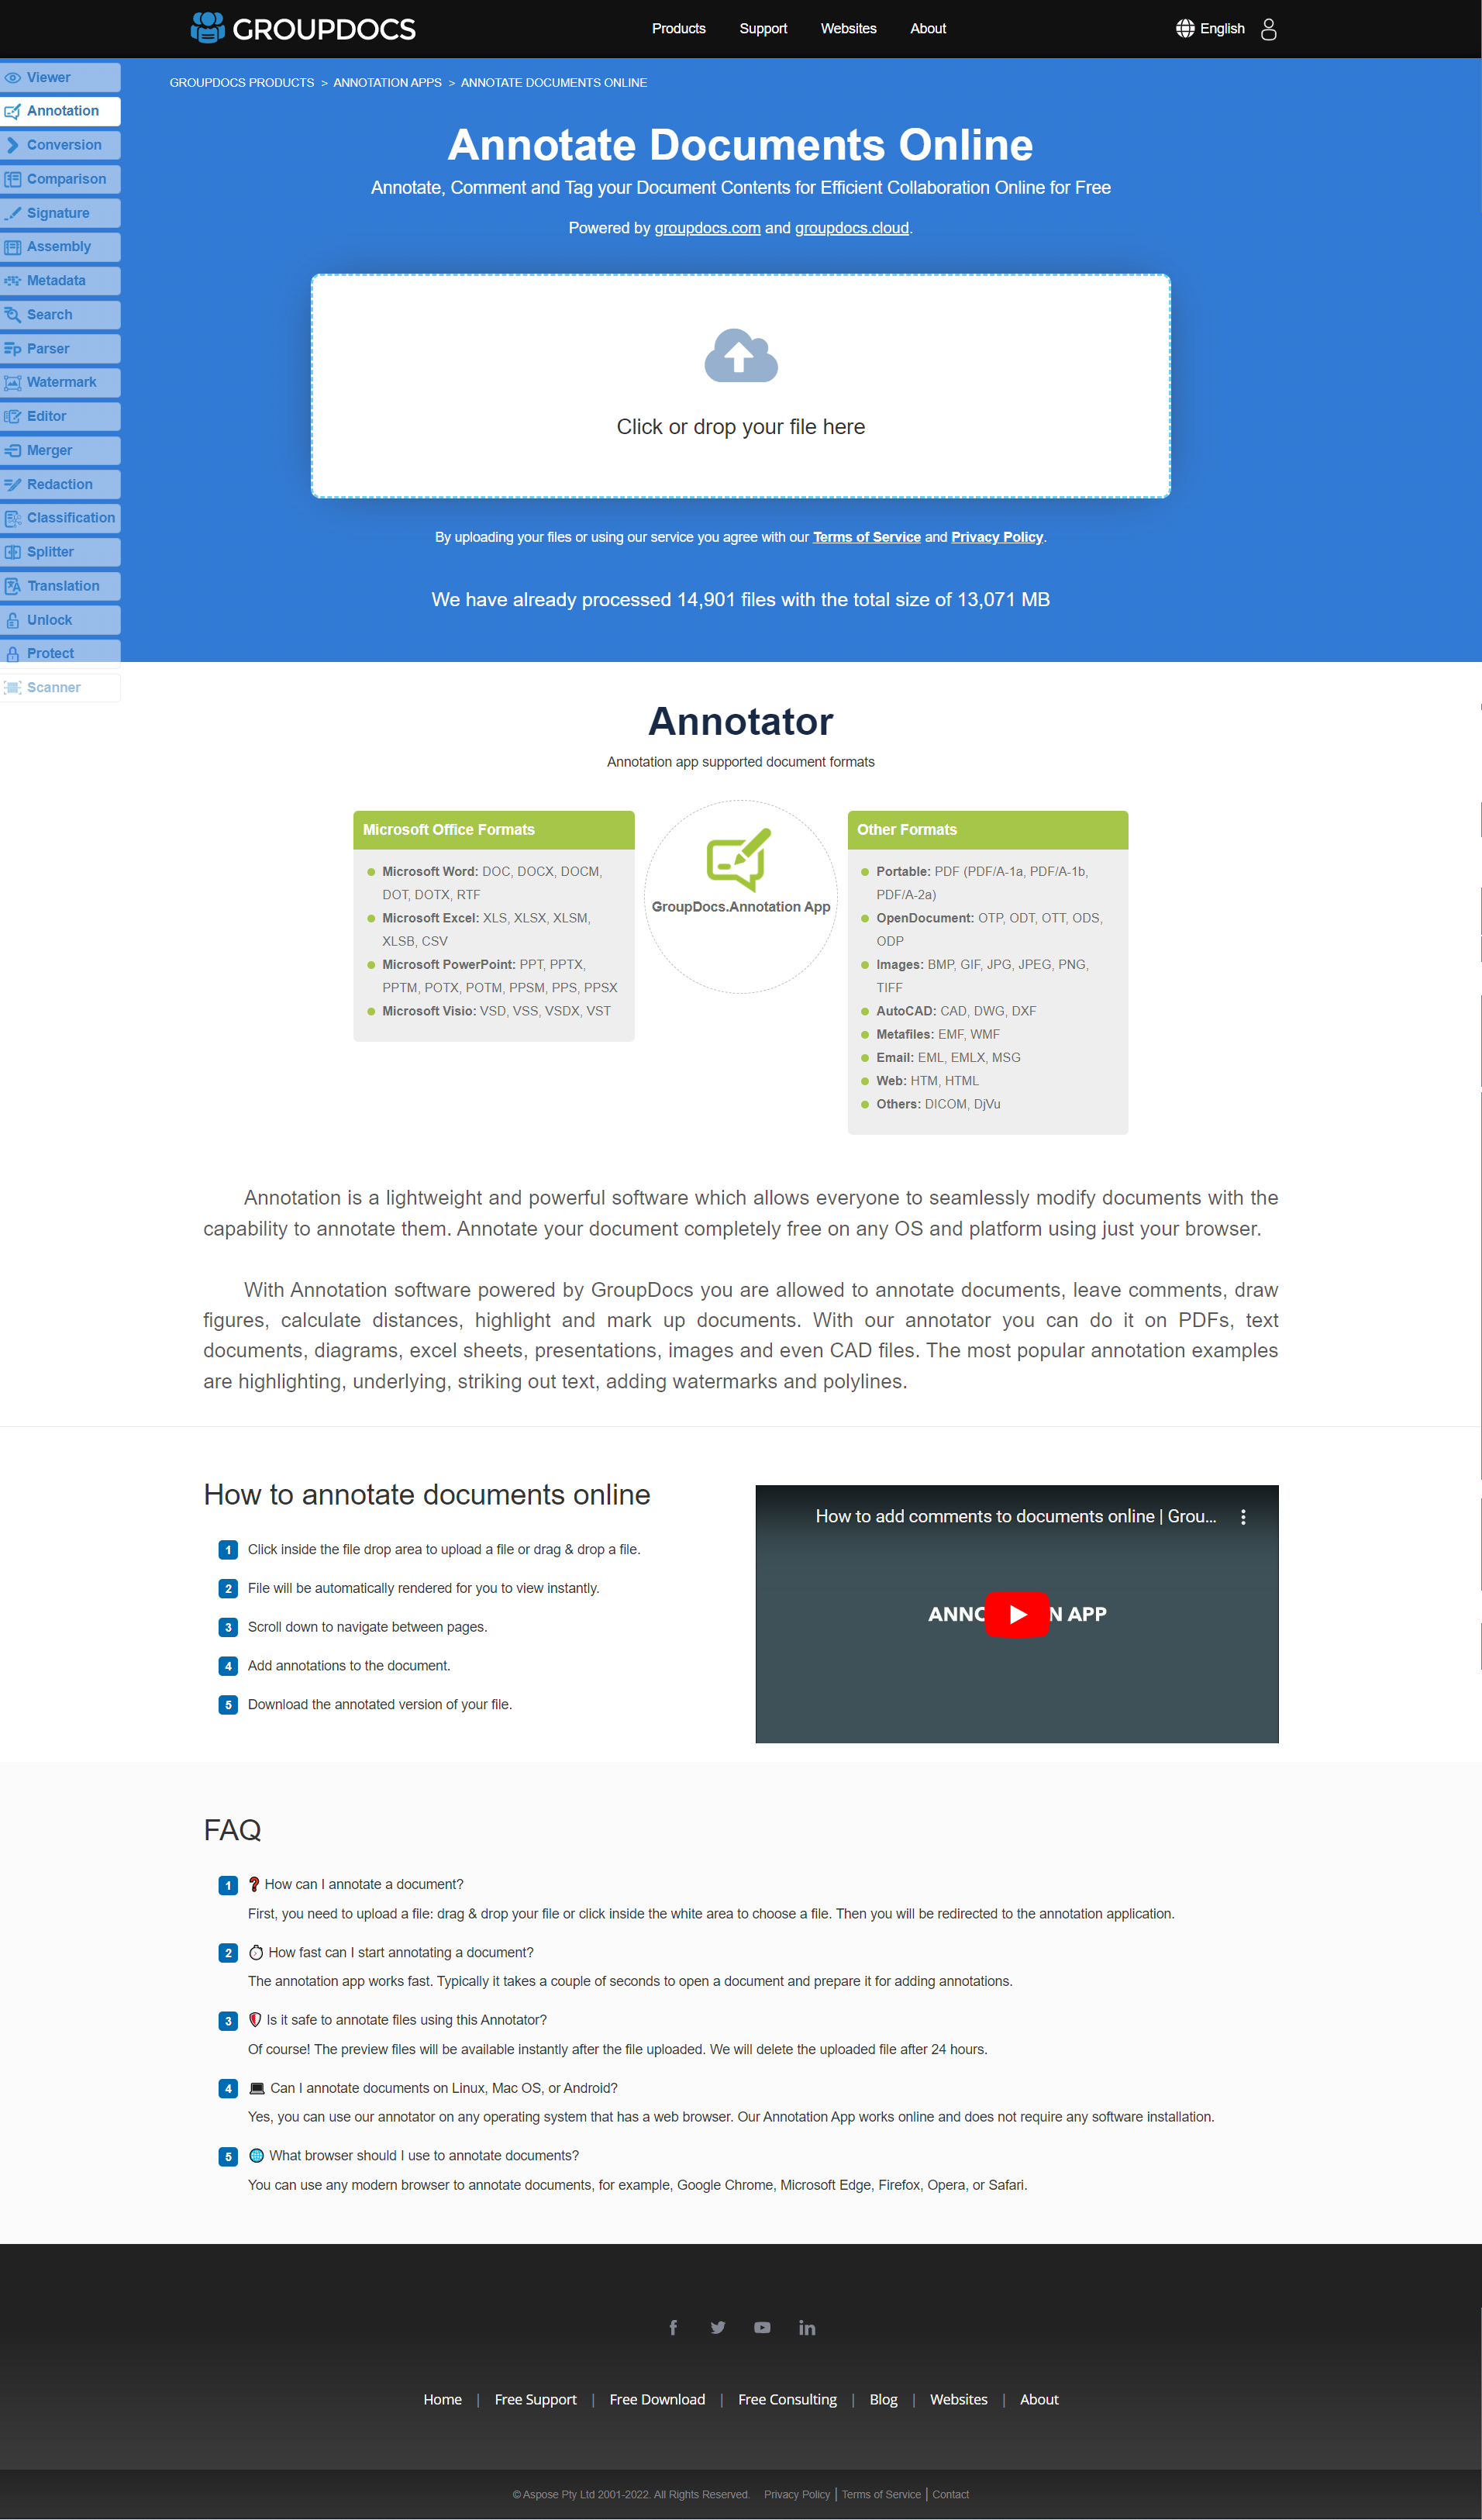 GROUPDOCS
Products Support Websites About
English
Viewer
Annotation
Conversion
Comparison
Signature
Assembly
Metadata
Search
Parser
Watermark
Editor
Merger
Redaction
Classification
Splitter
Translation
Unlock
Protect
Scanner
GROUPDOCS PRODUCTS > ANNOTATION APPS > ANNOTATE DOCUMENTS ONLINE
Annotate Documents Online
Annotate, Comment and Tag your Document Contents for Efficient Collaboration Online for Free
Powered by groupdocs.com and groupdocs.cloud.
Click or drop your file here
By uploading your files or using our service you agree with our Terms of Service and Privacy Policy.
We have already processed 14,901 files with the total size of 13,071 MB
Annotator
Annotation app supported document formats
Microsoft Office Formats
Microsoft Word: DOC, DOCX, DOCM,
DOT, DOTX, RTF
Microsoft Excel: XLS, XLSX, XLSM,
XLSB, CSV
Microsoft PowerPoint: PPT, PPTX,
PPTM, POTX, POTM, PPSM, PPS, PPSX
Microsoft Visio: VSD, VSS, VSDX, VST
GroupDocs.Annotation App
Other Formats
Portable: PDF (PDF/A-1a, PDF/A-1b,
PDF/A-2a)
OpenDocument: OTP, ODT, OTT, ODS,
ODP
Images: BMP, GIF, JPG, JPEG, PNG,
TIFF
AutoCAD: CAD, DWG, DXF
Metafiles: EMF, WMF
Email: EML, EMLX, MSG
Web: HTM, HTML
Others: DICOM, DjVu
Annotation is a lightweight and powerful software which allows everyone to seamlessly modify documents with the
capability to annotate them. Annotate your document completely free on any OS and platform using just your browser.
With Annotation software powered by GroupDocs you are allowed to annotate documents, leave comments, draw
figures, calculate distances, highlight and mark up documents. With our annotator you can do it on PDFs, text
documents, diagrams, excel sheets, presentations, images and even CAD files. The most popular annotation examples
are highlighting, underlying, striking out text, adding watermarks and polylines.
How to annotate documents online
1 Click inside the file drop area to upload a file or drag & drop a file.
2 File will be automatically rendered for you to view instantly.
3 Scroll down to navigate between pages.
4 Add annotations to the document.
5 Download the annotated version of your file.
How to add comments to documents online | Grou...
ANNO N APP
FAQ
1 ❓ How can I annotate a document?
First, you need to upload a file: drag & drop your file or click inside the white area to choose a file. Then you will be redirected to the annotation application.
2 ⏱ How fast can I start annotating a document?
The annotation app works fast. Typically it takes a couple of seconds to open a document and prepare it for adding annotations.
3 🛡 Is it safe to annotate files using this Annotator?
Of course! The preview files will be available instantly after the file uploaded. We will delete the uploaded file after 24 hours.
4 💻 Can I annotate documents on Linux, Mac OS, or Android?
Yes, you can use our annotator on any operating system that has a web browser. Our Annotation App works online and does not require any software installation.
5 🌐 What browser should I use to annotate documents?
You can use any modern browser to annotate documents, for example, Google Chrome, Microsoft Edge, Firefox, Opera, or Safari.
Home | Free Support | Free Download | Free Consulting | Blog | Websites | About
© Aspose Pty Ltd 2001-2022. All Rights Reserved. Privacy Policy | Terms of Service | Contact